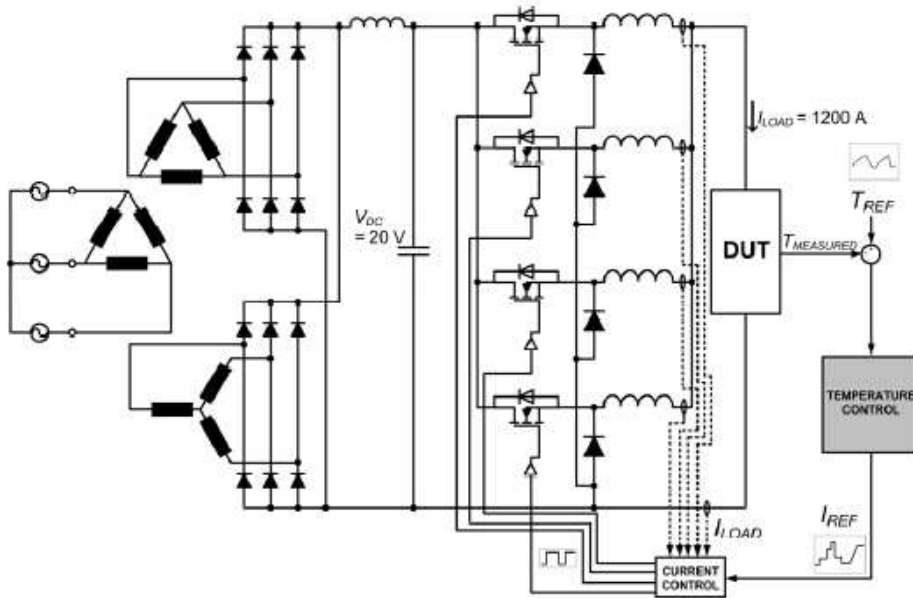 I_LOAD = 1200 A
T_REF
V_DC
= 20 V
DUT
T_MEASURED
TEMPERATURE
CONTROL
I_REF
I_LOAD
CURRENT
CONTROL